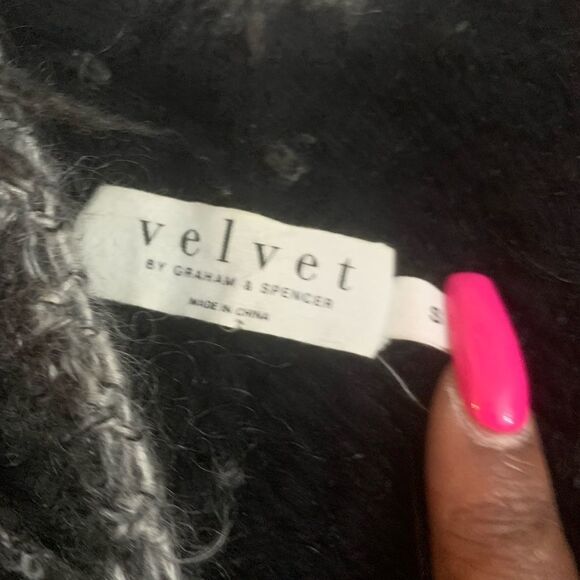 velvet
BY GRAHAM & SPENCER
MADE IN CHINA
S